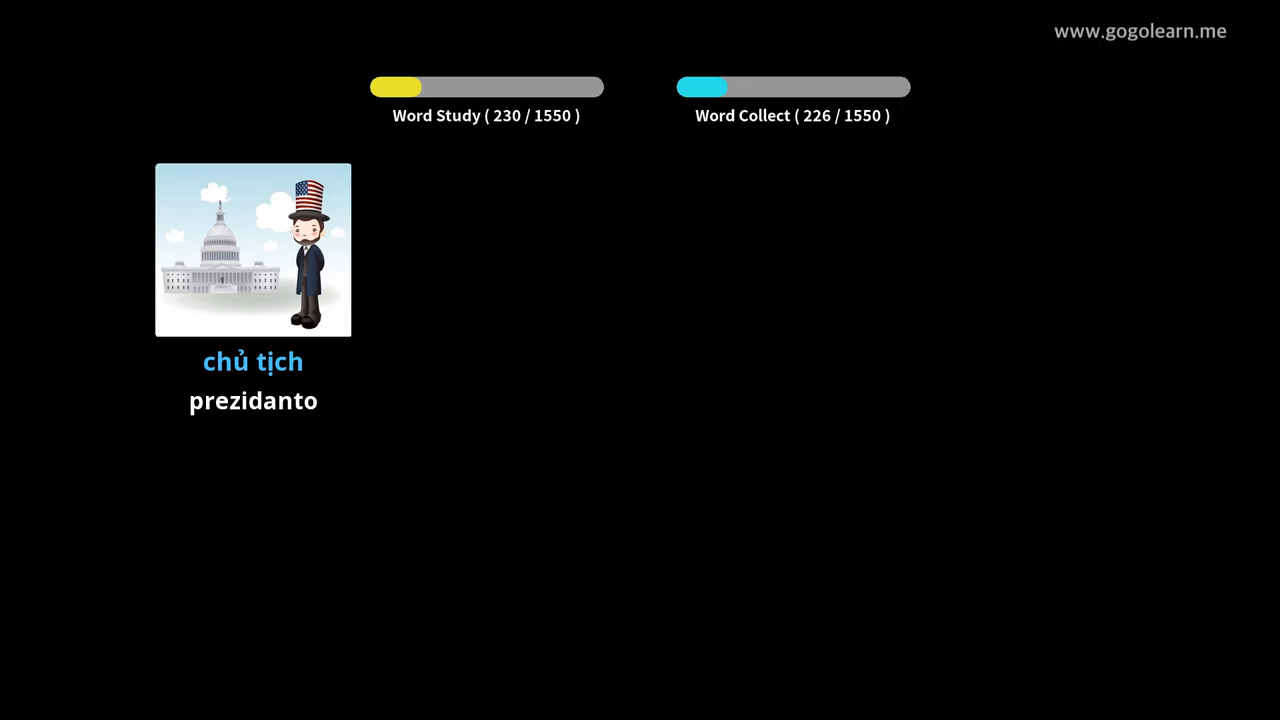 www.gogolearn.me
Word Study ( 230 / 1550 )
Word Collect ( 226 / 1550 )
chủ tịch
prezidanto